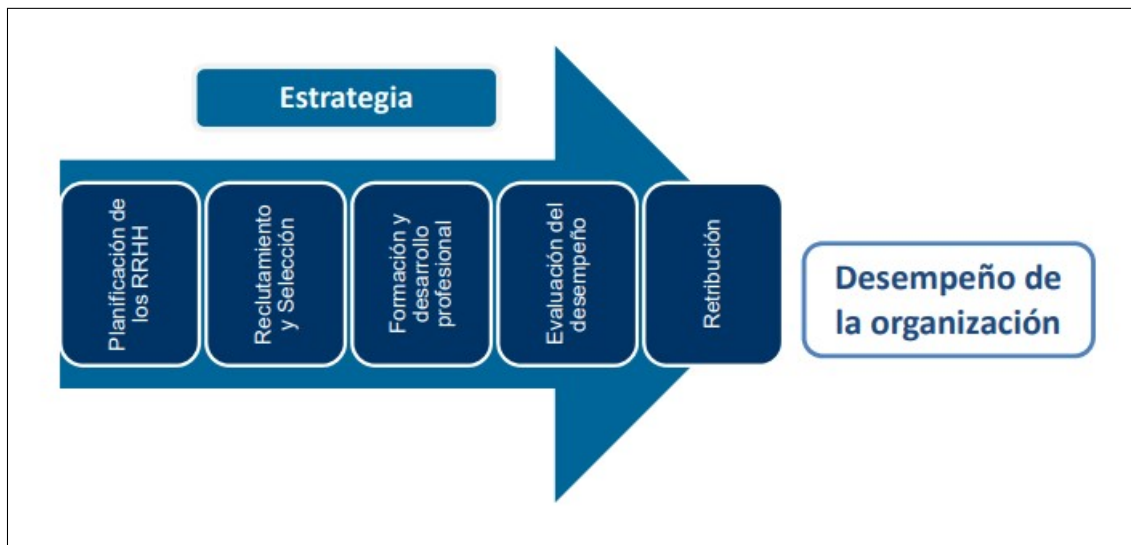 Estrategia
Planificación de
los RRHH
Reclutamiento
y Selección
Formación y
desarrollo
profesional
Evaluación del
desempeño
Retribución
Desempeño de
la organización